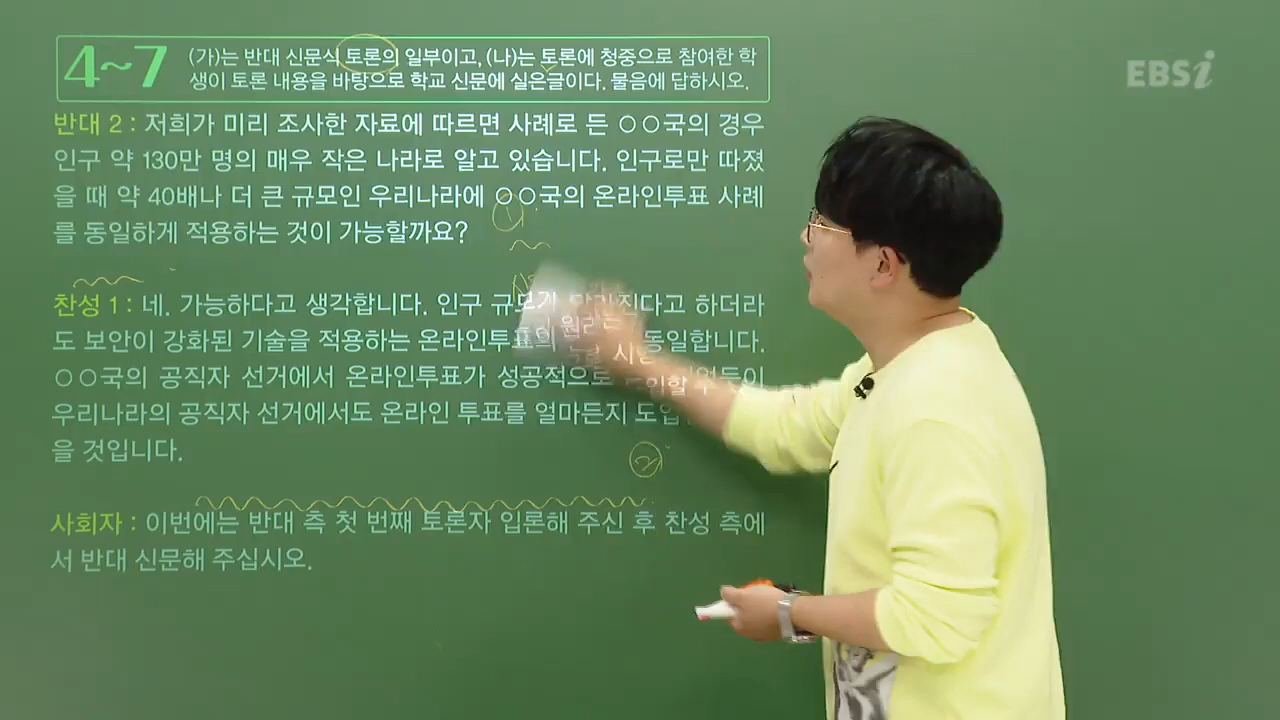 4~7
(가)는 반대 신문식 토론의 일부이고, (나)는 토론에 청중으로 참여한 학
생이 토론 내용을 바탕으로 학교 신문에 실은글이다. 물음에 답하시오.
EBSi
반대 2 : 저희가 미리 조사한 자료에 따르면 사례로 든 ○○국의 경우
인구 약 130만 명의 매우 작은 나라로 알고 있습니다. 인구로만 따졌
을 때 약 40배나 더 큰 규모인 우리나라에 ○○국의 온라인투표 사례
를 동일하게 적용하는 것이 가능할까요?
찬성 1 : 네. 가능하다고 생각합니다. 인구 규모가 달라진다고 하더라
도 보안이 강화된 기술을 적용하는 온라인투표의 원리는 동일합니다.
○○국의 공직자 선거에서 온라인투표가 성공적으로
우리나라의 공직자 선거에서도 온라인 투표를 얼마든지
을 것입니다.
②
사회자 : 이번에는 반대 측 첫 번째 토론자 입론해 주신 후 찬성 측에
서 반대 신문해 주십시오.